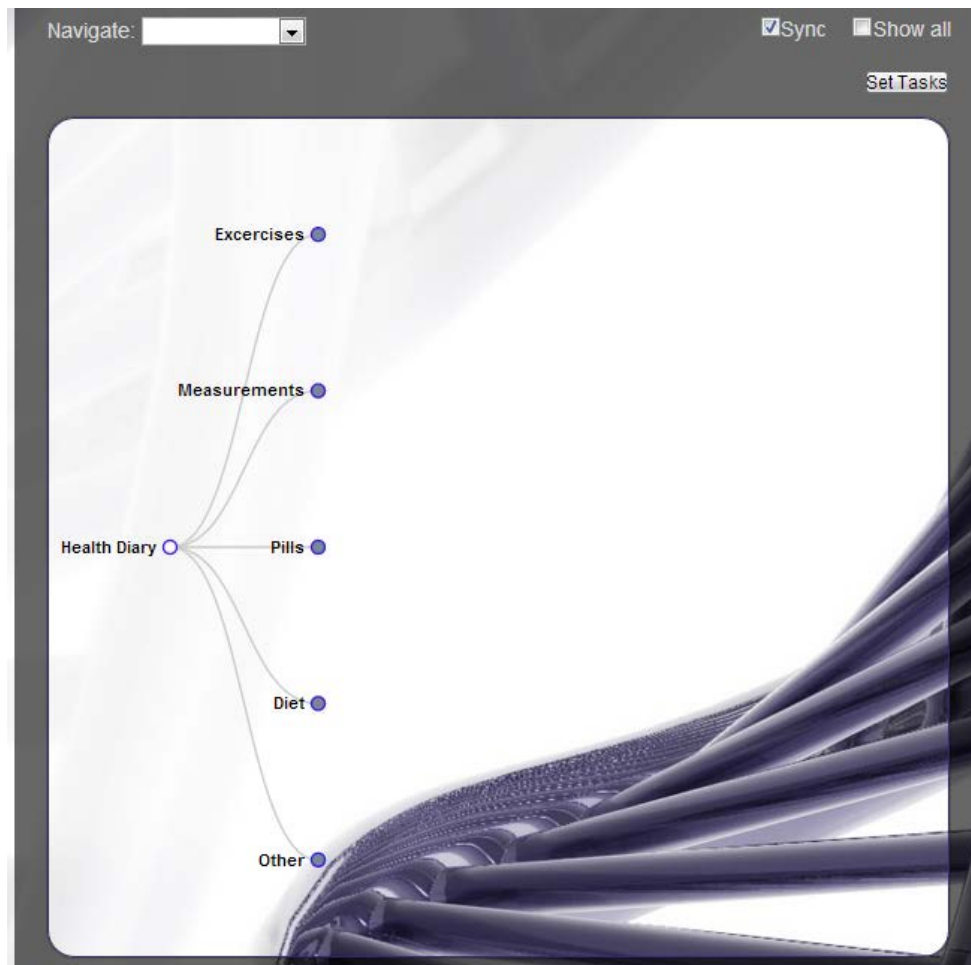 Navigate: Sync Show all
Set Tasks
Excercises
Measurements
Health Diary Pills
Diet
Other